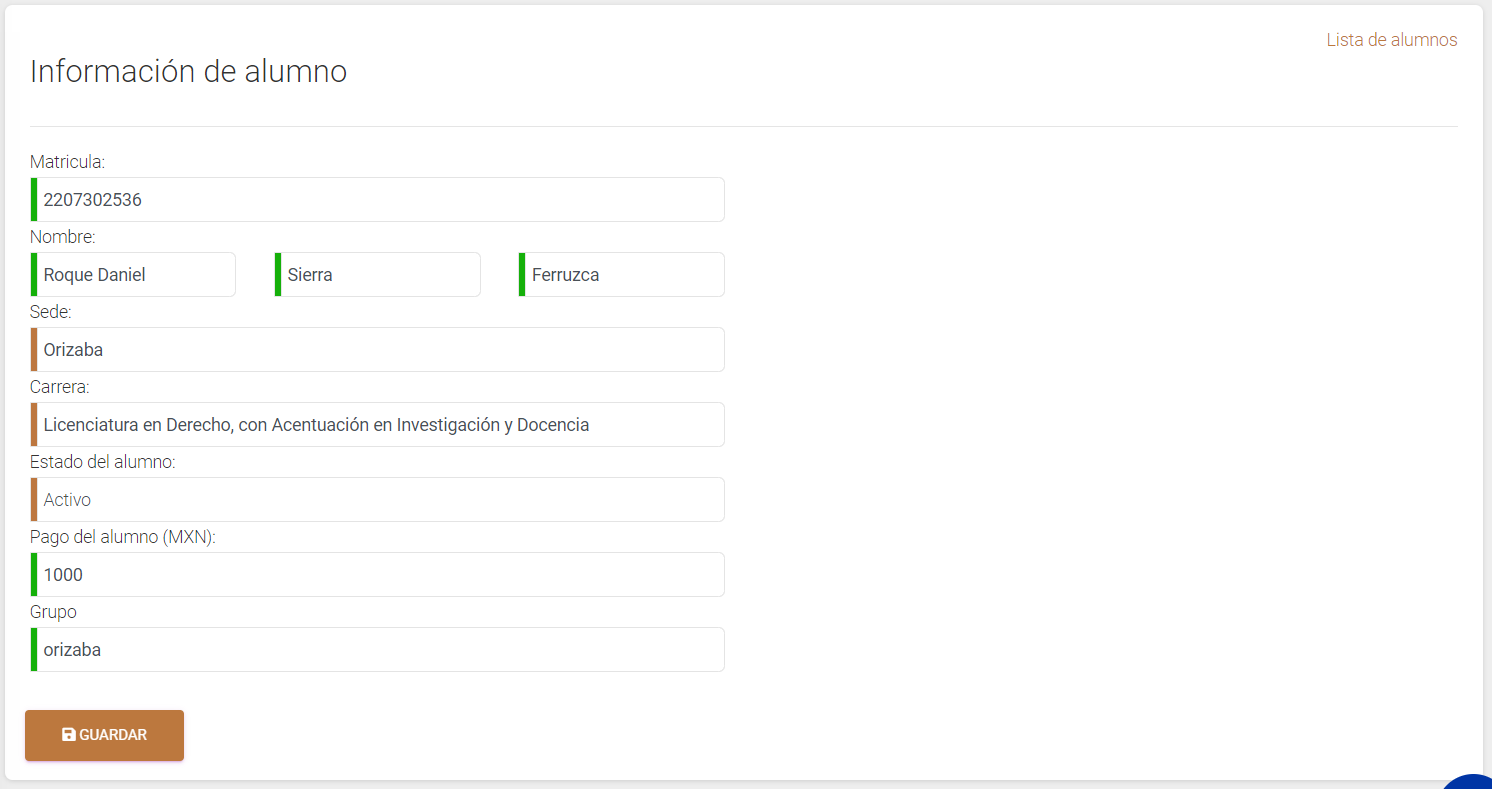 Lista de alumnos
Información de alumno
Matricula:
2207302536
Nombre:
Roque Daniel Sierra Ferruzca
Sede:
Orizaba
Carrera:
Licenciatura en Derecho, con Acentuación en Investigación y Docencia
Estado del alumno:
Activo
Pago del alumno (MXN):
1000
Grupo
orizaba
GUARDAR